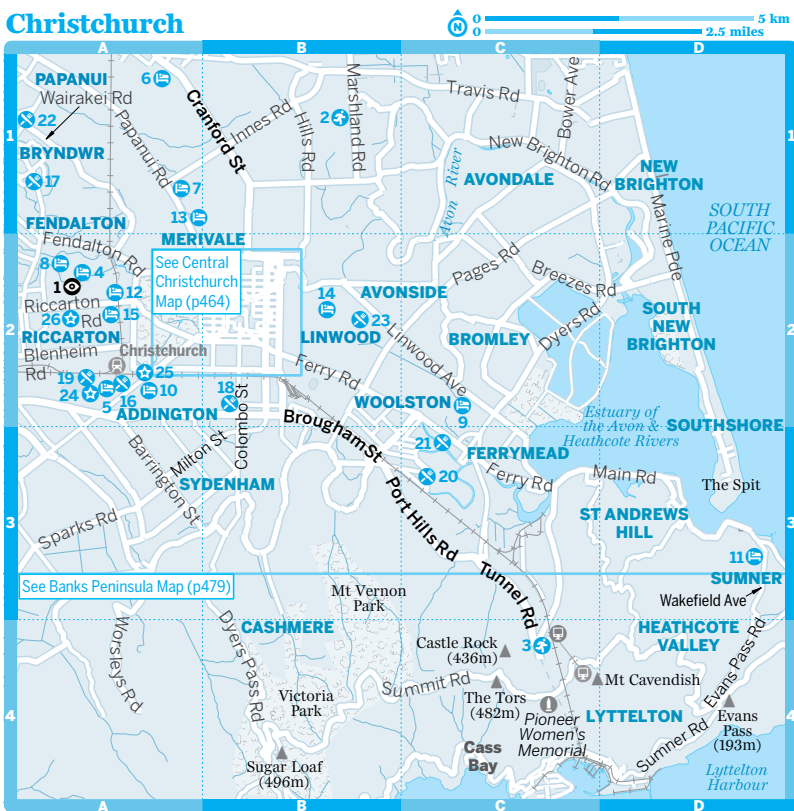 Christchurch
N
0 5 km
0 2.5 miles
A B C D
1
2
3
4
1
2
3
4
A B C D
PAPANUI
Wairakei Rd
22
BRYNDWR
17
6
Cranford St
Papanui Rd
Innes Rd
Hills Rd
2
Marshland Rd
Travis Rd
Bower Ave
New Brighton Rd
Avon River
AVONDALE
NEW
BRIGHTON
Marine Pde
SOUTH
PACIFIC
OCEAN
7
13
MERIVALE
FENDALTON
Fendalton Rd
8
4
1
12
Riccarton
Rd
26
15
RICCARTON
Blenheim
Rd
Christchurch
See Central
Christchurch
Map (p464)
14
23
LINWOOD
AVONSIDE
Linwood Ave
Pages Rd
Breezes Rd
Dyers Rd
BROMLEY
SOUTH
NEW
BRIGHTON
19
24
5
16
25
10
ADDINGTON
18
Colombo St
Ferry Rd
WOOLSTON
9
Brougham St
Estuary of
the Avon &
Heathcote Rivers
SOUTHSHORE
21
20
FERRYMEAD
Ferry Rd
Main Rd
The Spit
Milton St
Barrington St
SYDENHAM
Sparks Rd
Port Hills Rd
Tunnel Rd
ST ANDREWS
HILL
11
SUMNER
Wakefield Ave
See Banks Peninsula Map (p479)
Mt Vernon
Park
CASHMERE
Worsleys Rd
Dyers Pass Rd
Victoria
Park
Sugar Loaf
(496m)
Summit Rd
Castle Rock
(436m)
3
The Tors
(482m)
Pioneer
Women's
Memorial
Cass
Bay
Mt Cavendish
HEATHCOTE
VALLEY
LYTTELTON
Evans Pass Rd
Sumner Rd
Evans
Pass
(193m)
Lyttelton
Harbour